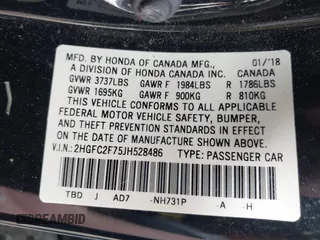 MFD. BY HONDA OF CANADA MFG., 01/'18
A DIVISION OF HONDA CANADA INC. CANADA
GVWR 3737LBS GAWR F 1984LBS R 1786LBS
GVWR 1695KG GAWR F 900KG R 810KG
THIS VEHICLE CONFORMS TO ALL APPLICABLE
FEDERAL MOTOR VEHICLE SAFETY, BUMPER,
AND THEFT PREVENTION STANDARDS IN EFFECT
ON THE DATE OF MANUFACTURE SHOWN ABOVE.
V.I.N.: 2HGFC2F75JH528486 TYPE: PASSENGER CAR
TBD J AD7 -NH731P -A -H
DREAMBID